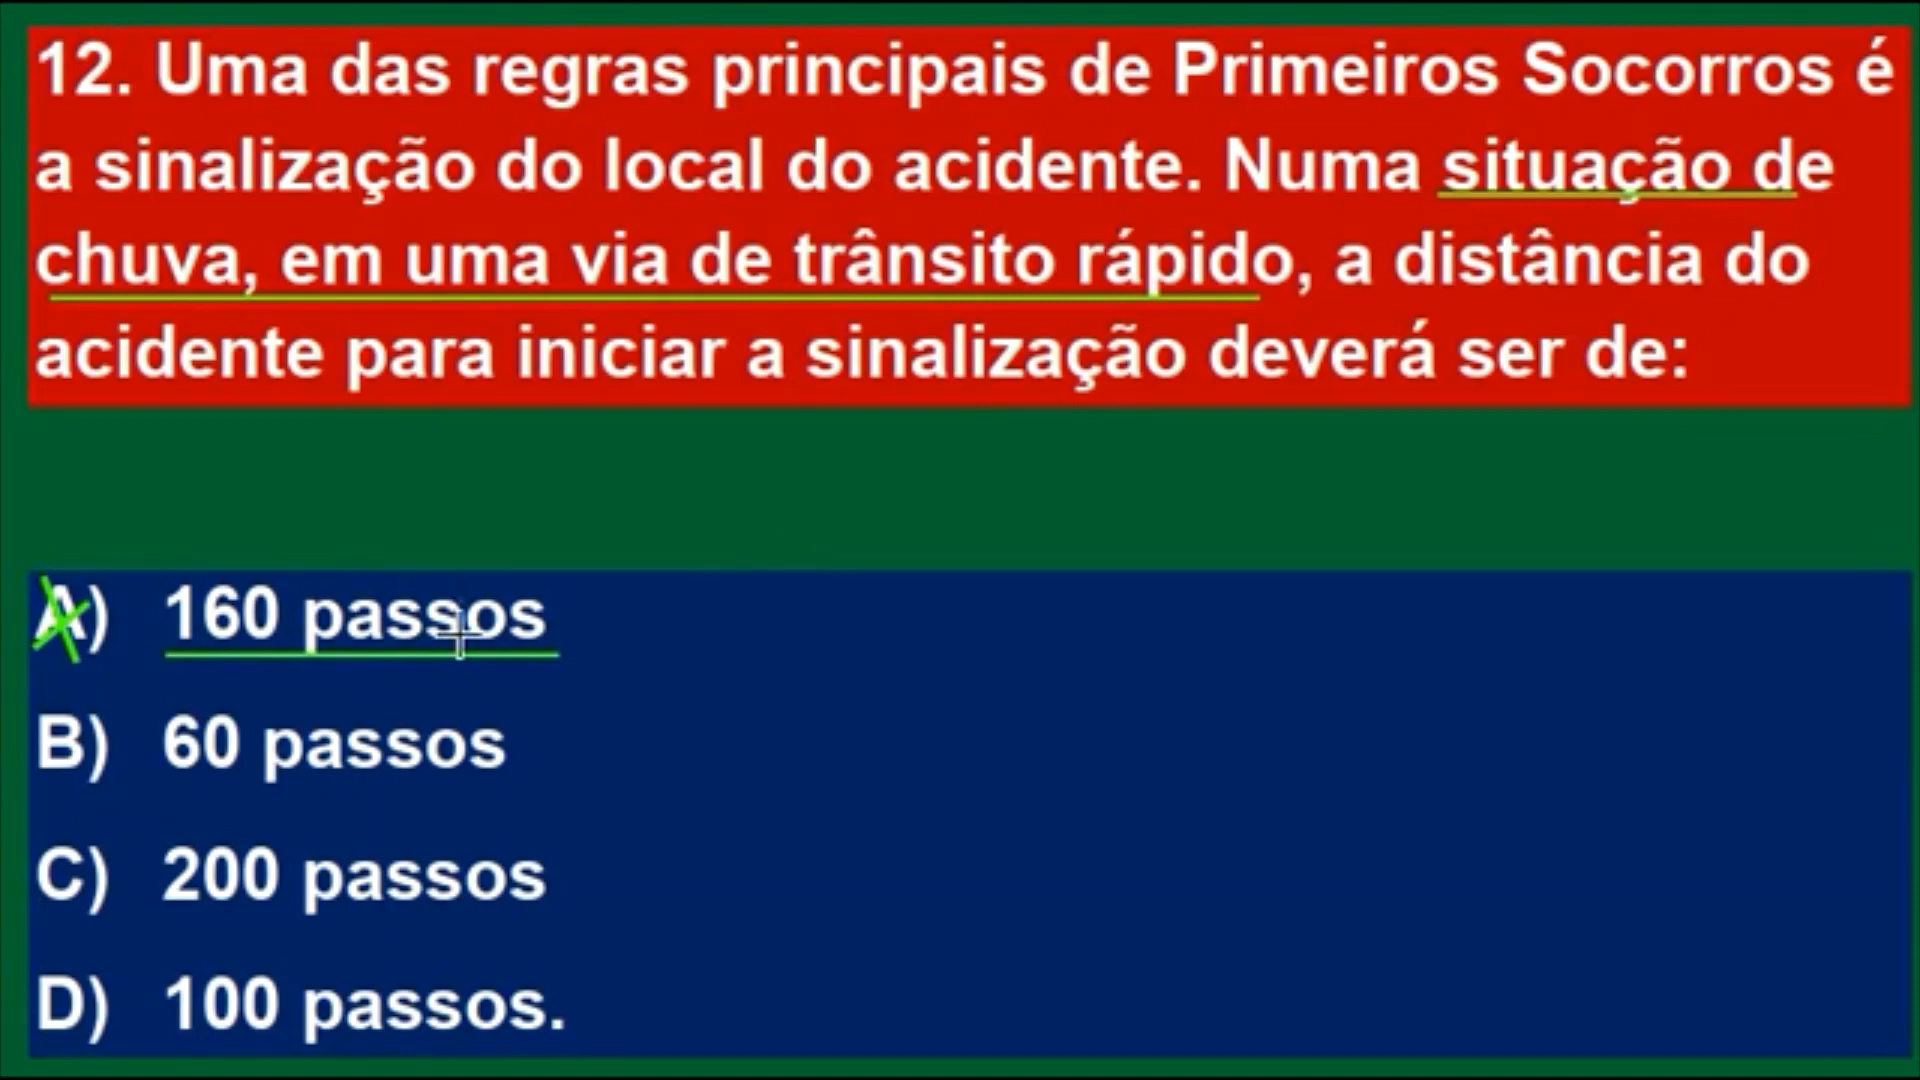 12. Uma das regras principais de Primeiros Socorros é
a sinalização do local do acidente. Numa situação de
chuva, em uma via de trânsito rápido, a distância do
acidente para iniciar a sinalização deverá ser de:
A) 160 passos
B) 60 passos
C) 200 passos
D) 100 passos.